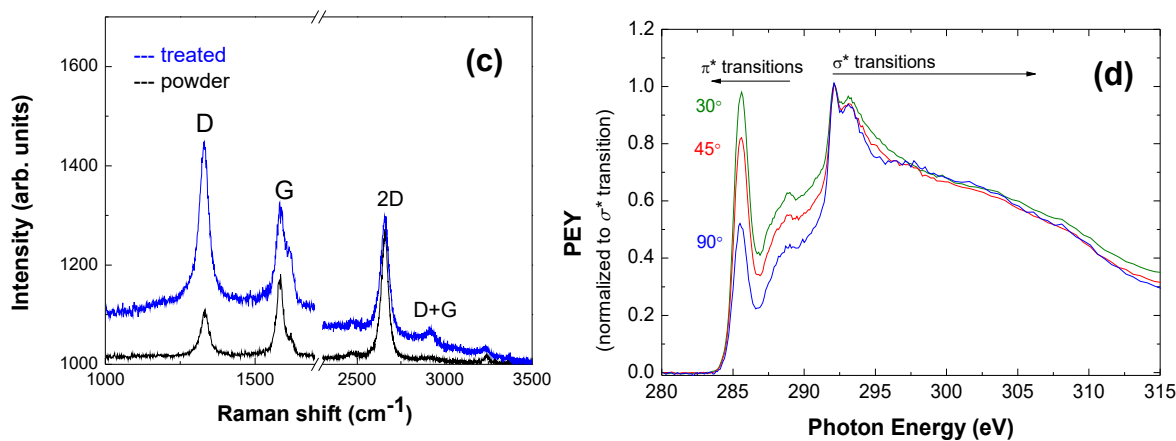 (c)
--- treated
--- powder
D
G
2D
D+G
1600
1400
1200
1000
Intensity (arb. units)
1000
1500
2500
3000
3500
Raman shift (cm-1)
(d)
π* transitions
σ* transitions
30°
45°
90°
1.0
0.8
0.6
0.4
0.2
0.0
PEY
(normalized to σ* transition)
280
285
290
295
300
305
310
315
Photon Energy (eV)